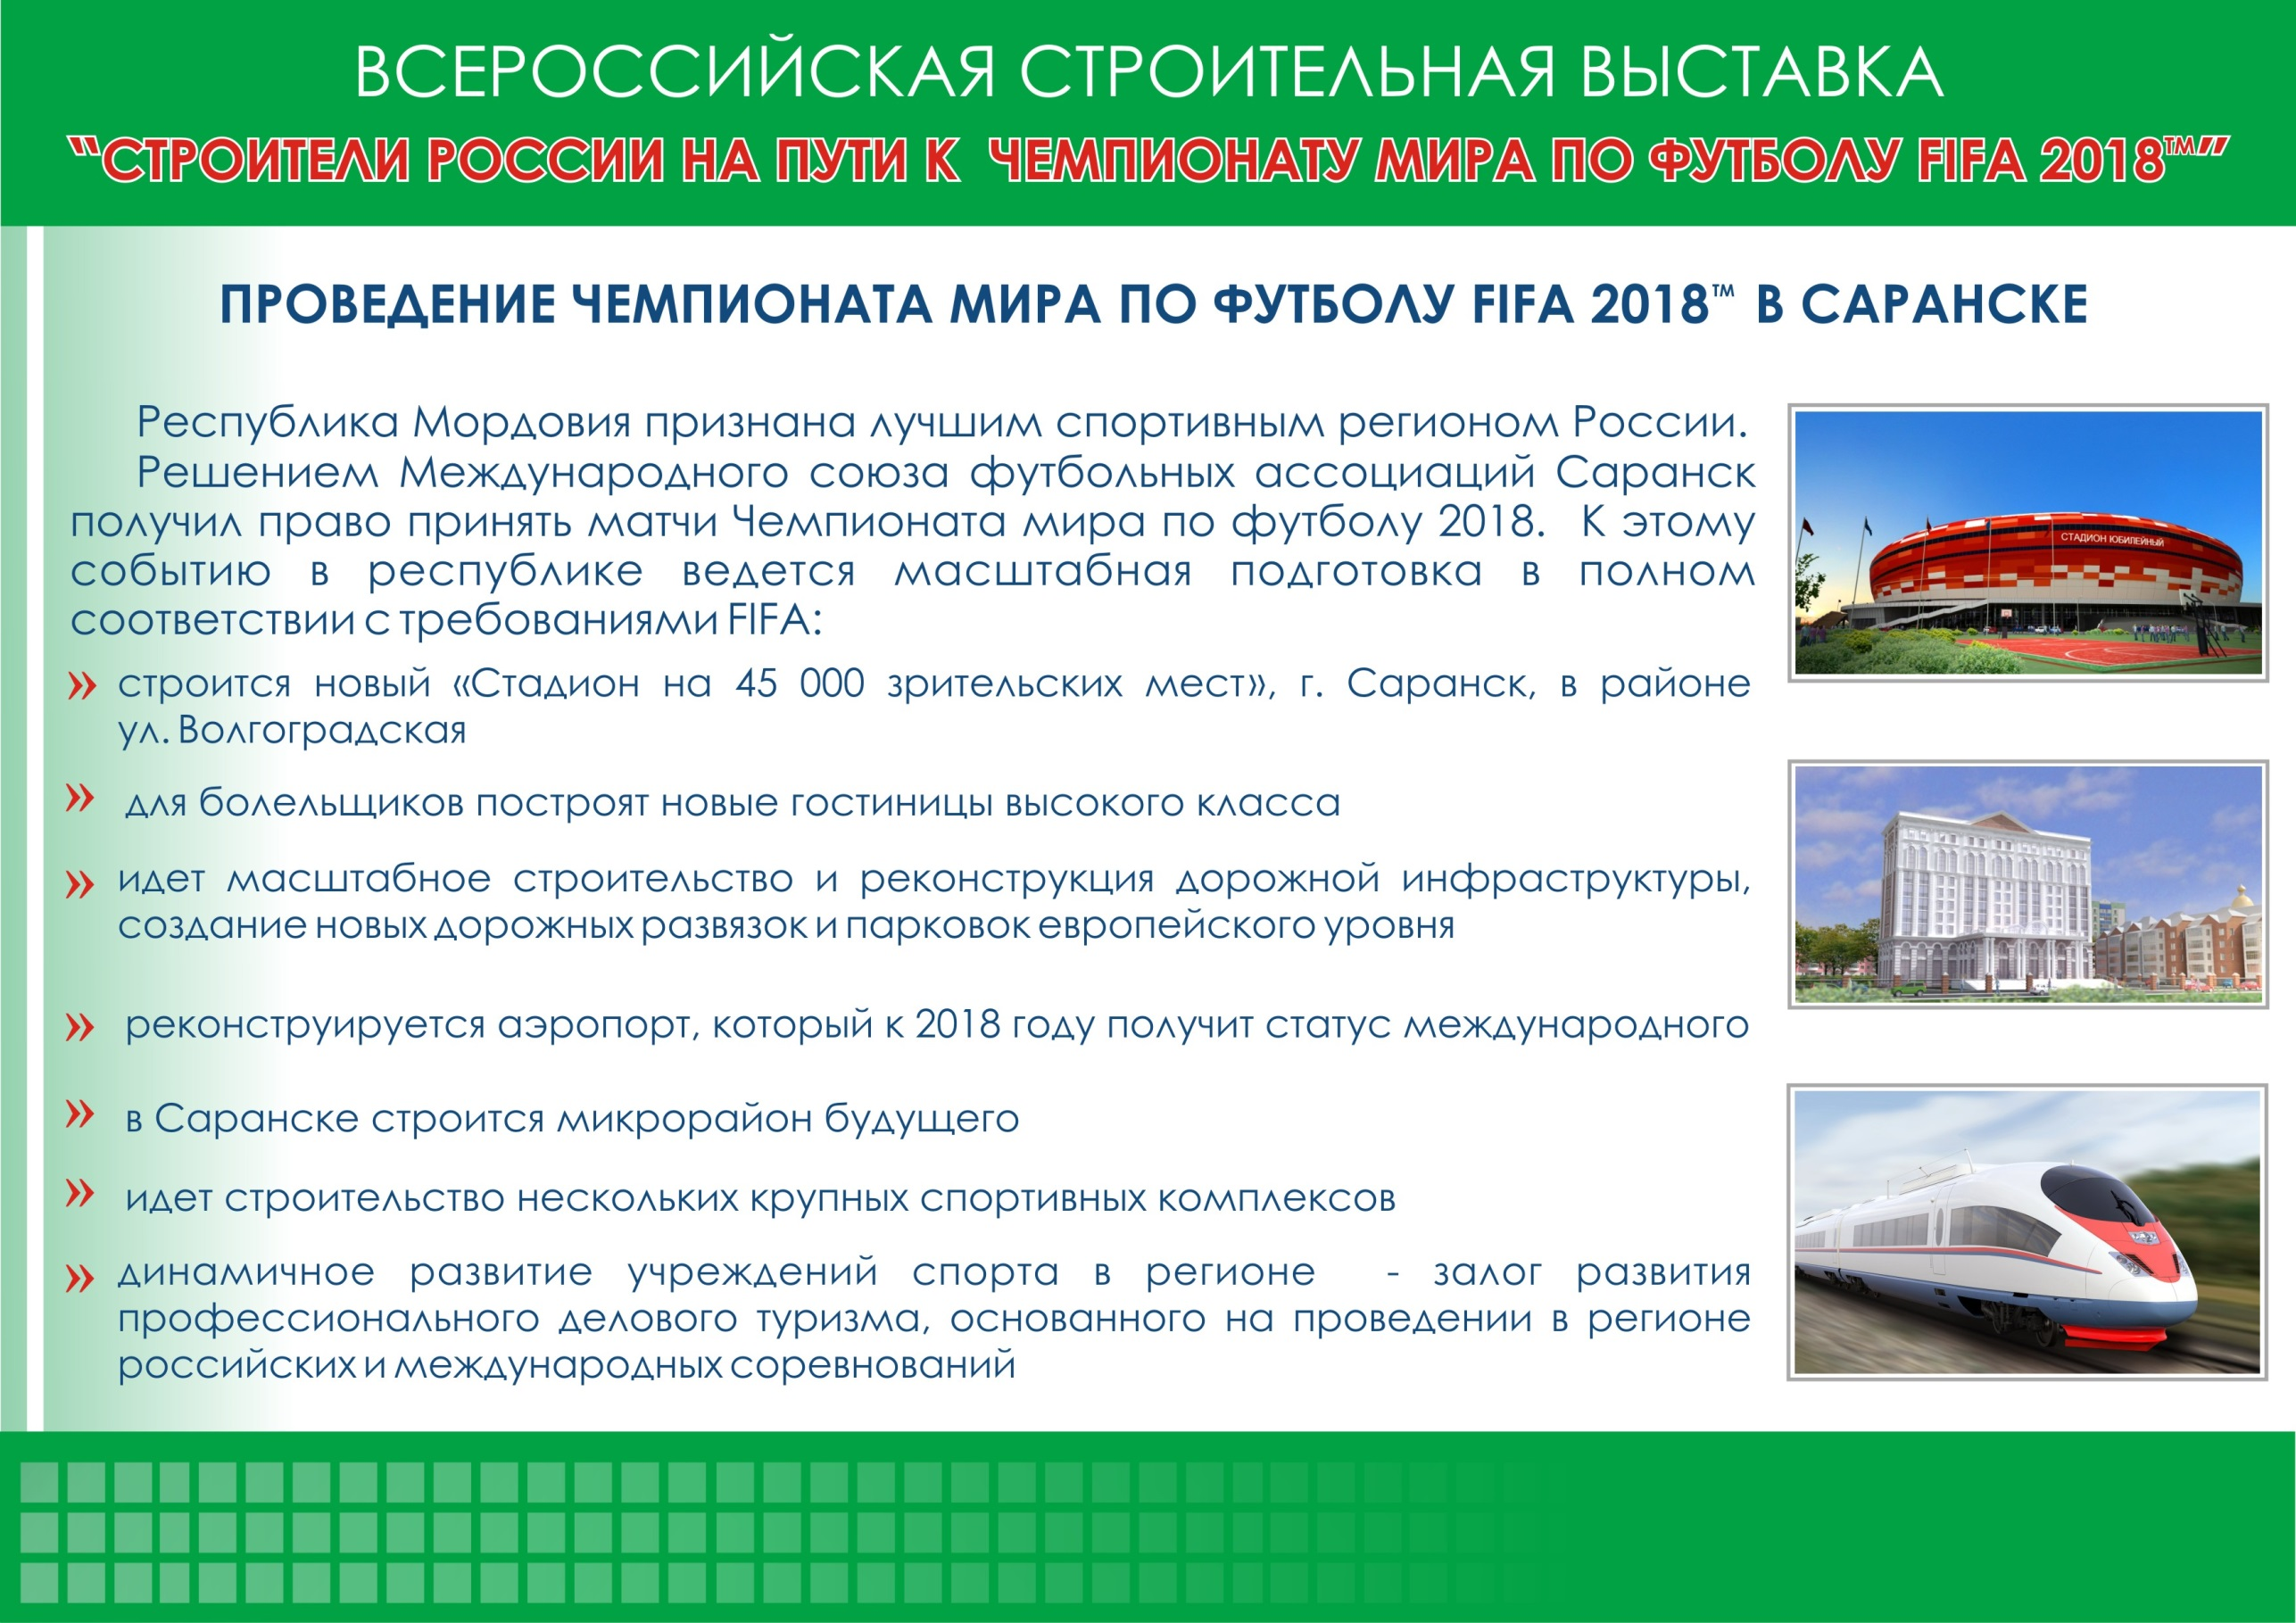 ВСЕРОССИЙСКАЯ СТРОИТЕЛЬНАЯ ВЫСТАВКА
“СТРОИТЕЛИ РОССИИ НА ПУТИ К ЧЕМПИОНАТУ МИРА ПО ФУТБОЛУ FIFA 2018™”
ПРОВЕДЕНИЕ ЧЕМПИОНАТА МИРА ПО ФУТБОЛУ FIFA 2018™ В САРАНСКЕ
Республика Мордовия признана лучшим спортивным регионом России.
Решением Международного союза футбольных ассоциаций Саранск
получил право принять матчи Чемпионата мира по футболу 2018. К этому
событию в республике ведется масштабная подготовка в полном
соответствии с требованиями FIFA:
» строится новый «Стадион на 45 000 зрительских мест», г. Саранск, в районе
ул. Волгоградская
» для болельщиков построят новые гостиницы высокого класса
» идет масштабное строительство и реконструкция дорожной инфраструктуры,
создание новых дорожных развязок и парковок европейского уровня
» реконструируется аэропорт, который к 2018 году получит статус международного
» в Саранске строится микрорайон будущего
» идет строительство нескольких крупных спортивных комплексов
» динамичное развитие учреждений спорта в регионе - залог развития
профессионального делового туризма, основанного на проведении в регионе
российских и международных соревнований
СТАДИОН ЮБИЛЕЙНЫЙ